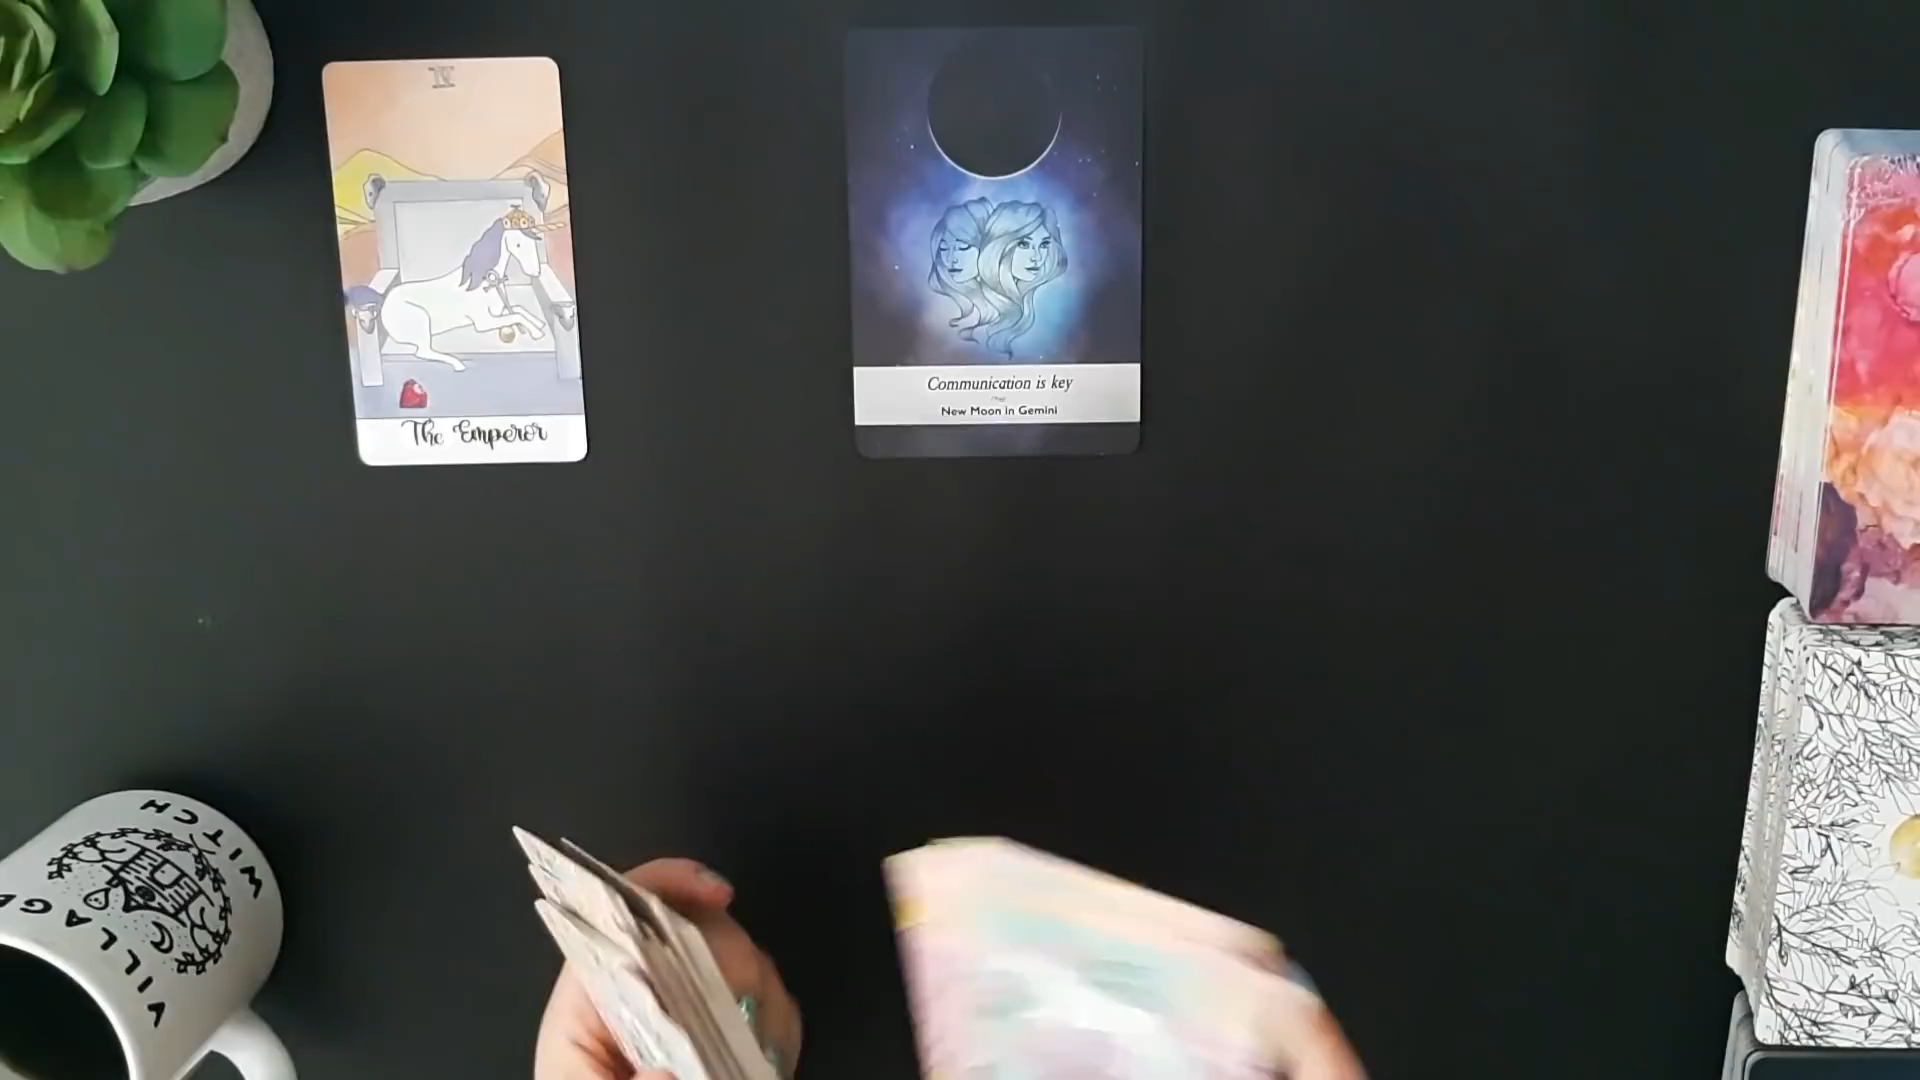 IV
The Emperor
Communication is key
New Moon in Gemini
VILLAGE
WITCH